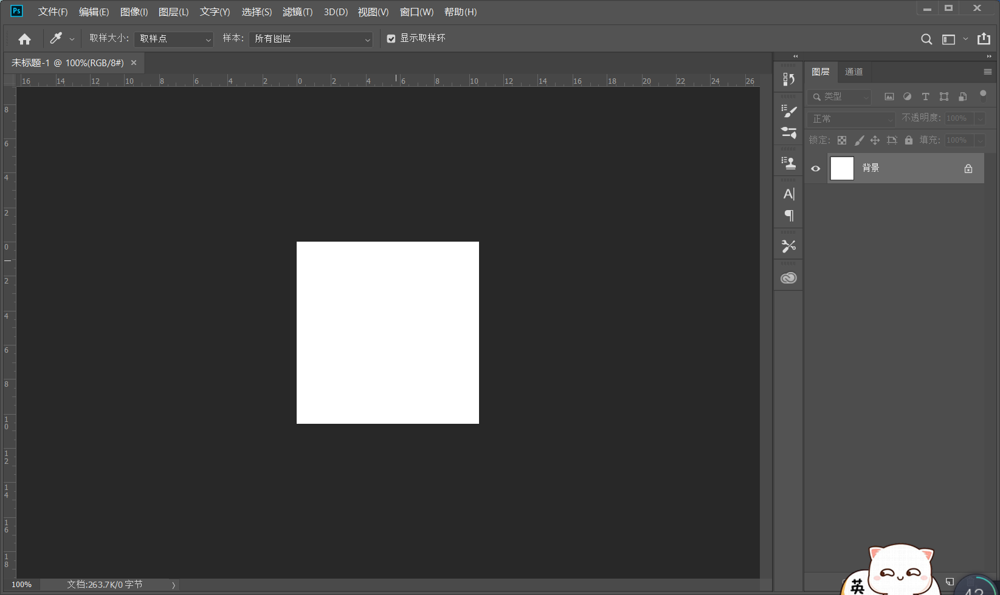 Ps 文件(F) 编辑(E) 图像(I) 图层(L) 文字(Y) 选择(S) 滤镜(T) 3D(D) 视图(V) 窗口(W) 帮助(H)
取样大小: 取样点 样本: 所有图层 显示取样环
未标题-1 @ 100%(RGB/8#) ×
16 14 12 10 8 6 4 2 0 2 4 6 8 10 12 14 16 18 20 22 24 26
图层 通道
类型
正常 不透明度: 100%
锁定: 填充: 100%
背景
8
6
4
2
0
2
4
6
8
10
12
14
16
18
100% 文档:263.7K/0 字节
英
42